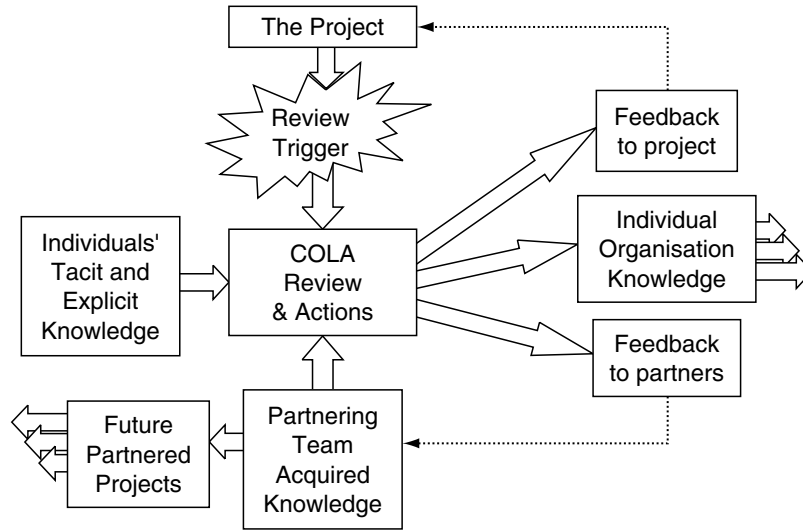 The Project
Review
Trigger
Feedback
to project
Individuals'
Tacit and
Explicit
Knowledge
COLA
Review
& Actions
Individual
Organisation
Knowledge
Feedback
to partners
Future
Partnered
Projects
Partnering
Team
Acquired
Knowledge